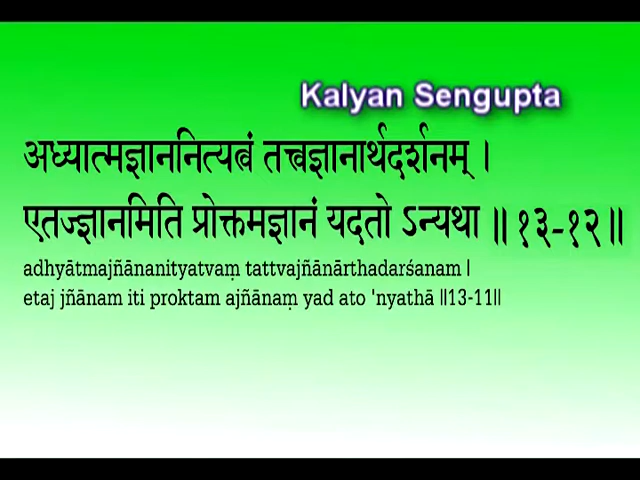 Kalyan Sengupta
अध्यात्मज्ञाननित्यत्वं तत्त्वज्ञानार्थदर्शनम् ।
एतज्ज्ञानमिति प्रोक्तमज्ञानं यदतो ऽन्यथा ॥ १३-१२॥
adhyātmajñānanityatvaṃ tattvajñānārthadarśanam |
etaj jñānam iti proktam ajñānaṃ yad ato 'nyathā ||13-11||